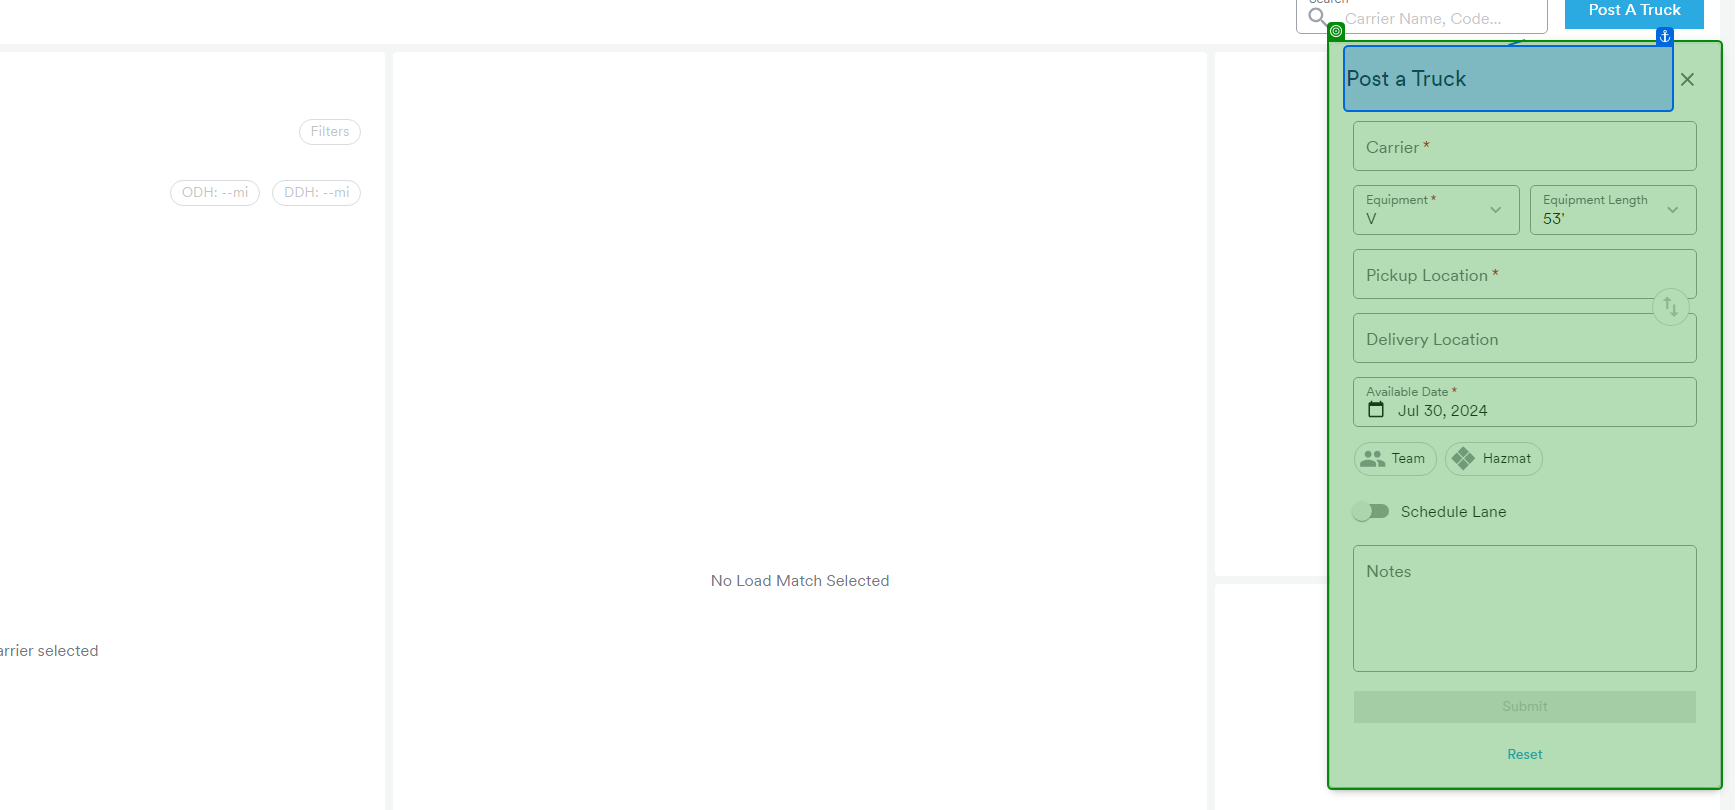 Search
Carrier Name, Code...
Post A Truck
Filters
ODH: --mi
DDH: --mi
arrier selected
No Load Match Selected
Post a Truck
Carrier *
Equipment *
V
Equipment Length
53'
Pickup Location *
Delivery Location
Available Date *
Jul 30, 2024
Team
Hazmat
Schedule Lane
Notes
Submit
Reset